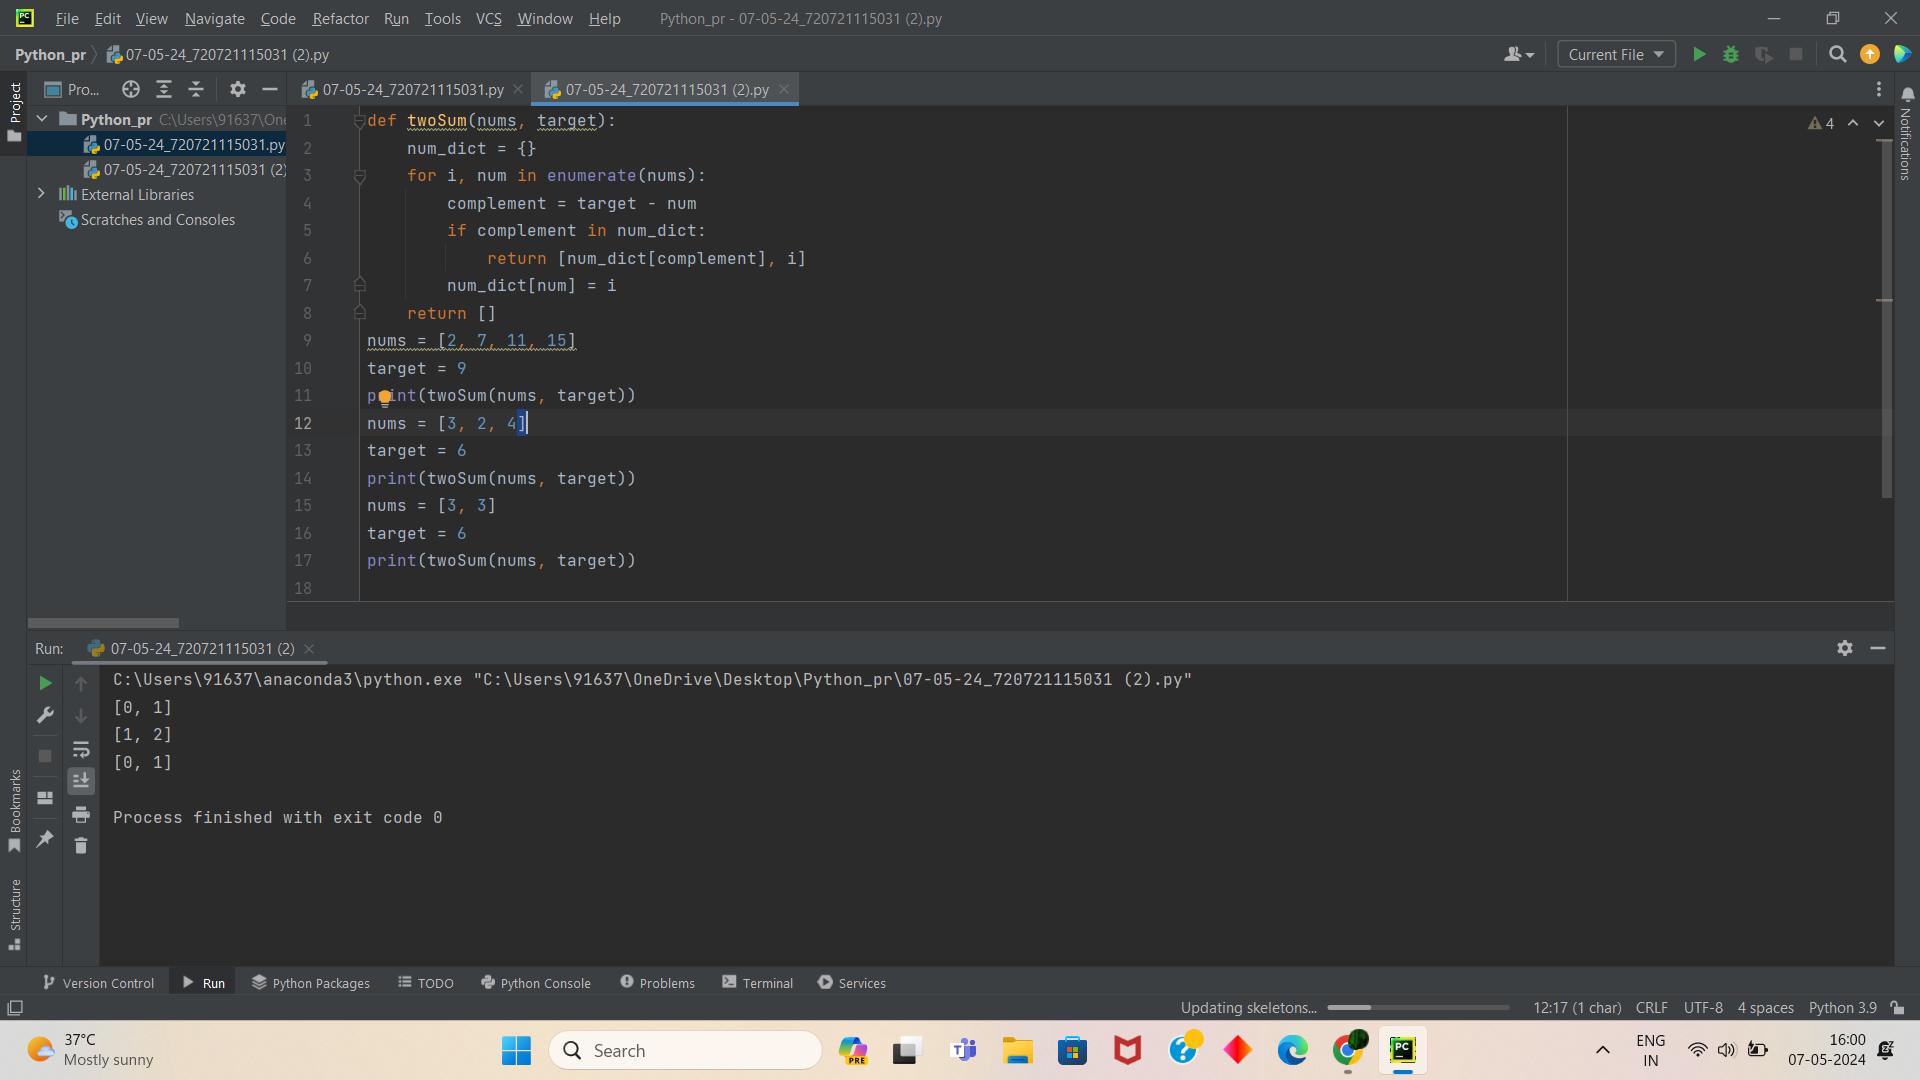 PC File Edit View Navigate Code Refactor Run Tools VCS Window Help Python_pr - 07-05-24_720721115031 (2).py
Python_pr 07-05-24_720721115031 (2).py Current File
Project Pro... 07-05-24_720721115031.py 07-05-24_720721115031 (2).py
Python_pr C:\Users\91637\One
07-05-24_720721115031.py
07-05-24_720721115031 (2)
External Libraries
Scratches and Consoles
1 def twoSum(nums, target):
2 num_dict = {}
3 for i, num in enumerate(nums):
4 complement = target - num
5 if complement in num_dict:
6 return [num_dict[complement], i]
7 num_dict[num] = i
8 return []
9 nums = [2, 7, 11, 15]
10 target = 9
11 print(twoSum(nums, target))
12 nums = [3, 2, 4]
13 target = 6
14 print(twoSum(nums, target))
15 nums = [3, 3]
16 target = 6
17 print(twoSum(nums, target))
18
4
Notifications
Run: 07-05-24_720721115031 (2)
C:\Users\91637\anaconda3\python.exe "C:\Users\91637\OneDrive\Desktop\Python_pr\07-05-24_720721115031 (2).py"
[0, 1]
[1, 2]
[0, 1]
Process finished with exit code 0
Bookmarks
Structure
Version Control Run Python Packages TODO Python Console Problems Terminal Services
Updating skeletons... 12:17 (1 char) CRLF UTF-8 4 spaces Python 3.9
37°C
Mostly sunny
Search
PRE
PC
ENG
IN
16:00
07-05-2024